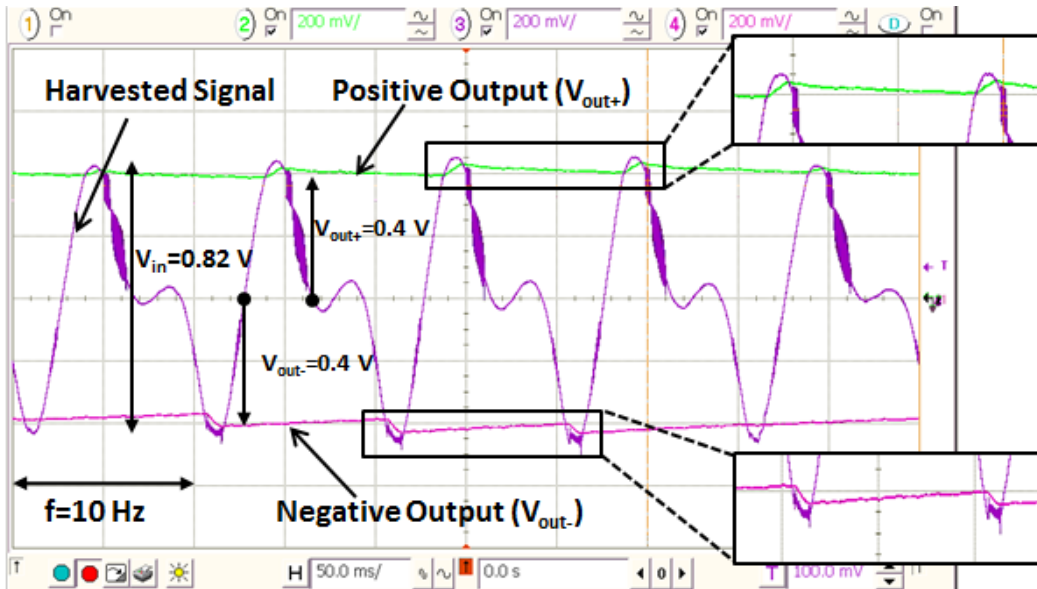 1 On 2 On 200 mV/ 3 On 200 mV/ 4 On 200 mV/ D On
Harvested Signal
Positive Output (Vout+)
Vout+=0.4 V
Vin=0.82 V
T
Vout-=0.4 V
f=10 Hz
Negative Output (Vout-)
H 50.0 ms/ 0.0 s 0 T 100.0 mV